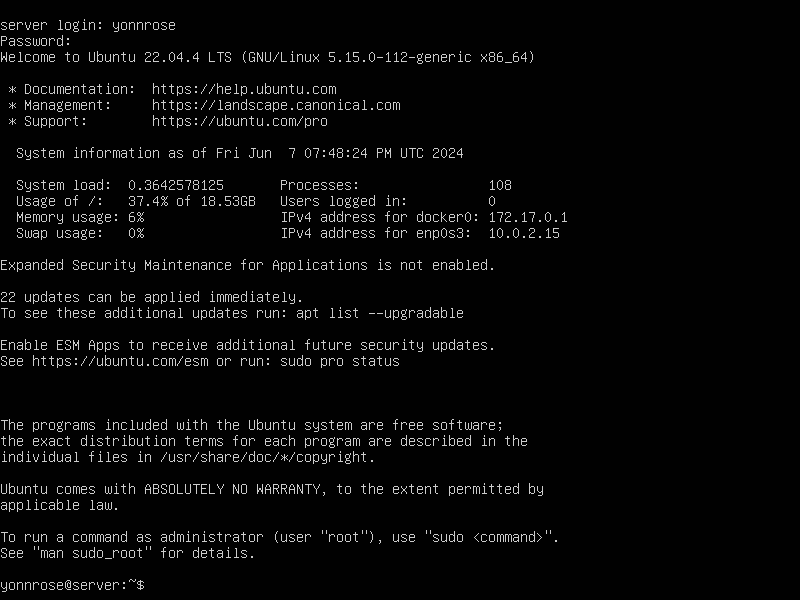 server login: yonnrose
Password:
Welcome to Ubuntu 22.04.4 LTS (GNU/Linux 5.15.0-112-generic x86_64)

 * Documentation:  https://help.ubuntu.com
 * Management:     https://landscape.canonical.com
 * Support:        https://ubuntu.com/pro

  System information as of Fri Jun  7 07:48:24 PM UTC 2024

  System load:  0.3642578125       Processes:                108
  Usage of /:   37.4% of 18.53GB   Users logged in:          0
  Memory usage: 6%                 IPv4 address for docker0: 172.17.0.1
  Swap usage:   0%                 IPv4 address for enp0s3:  10.0.2.15

Expanded Security Maintenance for Applications is not enabled.

22 updates can be applied immediately.
To see these additional updates run: apt list --upgradable

Enable ESM Apps to receive additional future security updates.
See https://ubuntu.com/esm or run: sudo pro status

The programs included with the Ubuntu system are free software;
the exact distribution terms for each program are described in the
individual files in /usr/share/doc/*/copyright.

Ubuntu comes with ABSOLUTELY NO WARRANTY, to the extent permitted by
applicable law.

To run a command as administrator (user "root"), use "sudo <command>".
See "man sudo_root" for details.

yonnrose@server:~$